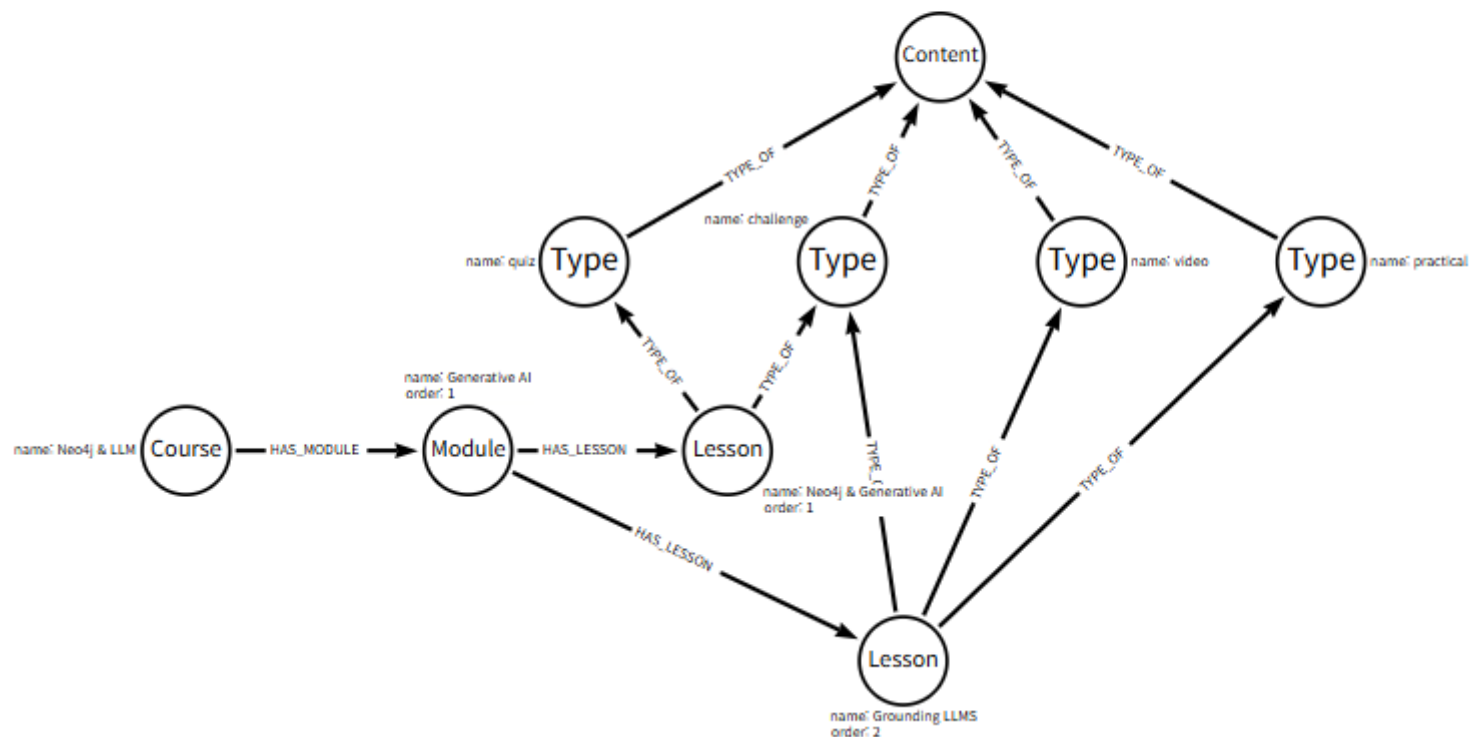 Content
TYPE_OF
TYPE_OF
TYPE_OF
TYPE_OF
name: quiz
Type
name: challenge
Type
Type
name: video
Type
name: practical
TYPE_OF
TYPE_OF
name: Generative AI
order: 1
name: Neo4j & LLM
Course
HAS_MODULE
Module
HAS_LESSON
Lesson
TYPE_
TYPE_OF
TYPE_OF
name: Neo4j & Generative AI
order: 1
HAS_LESSON
Lesson
name: Grounding LLMS
order: 2